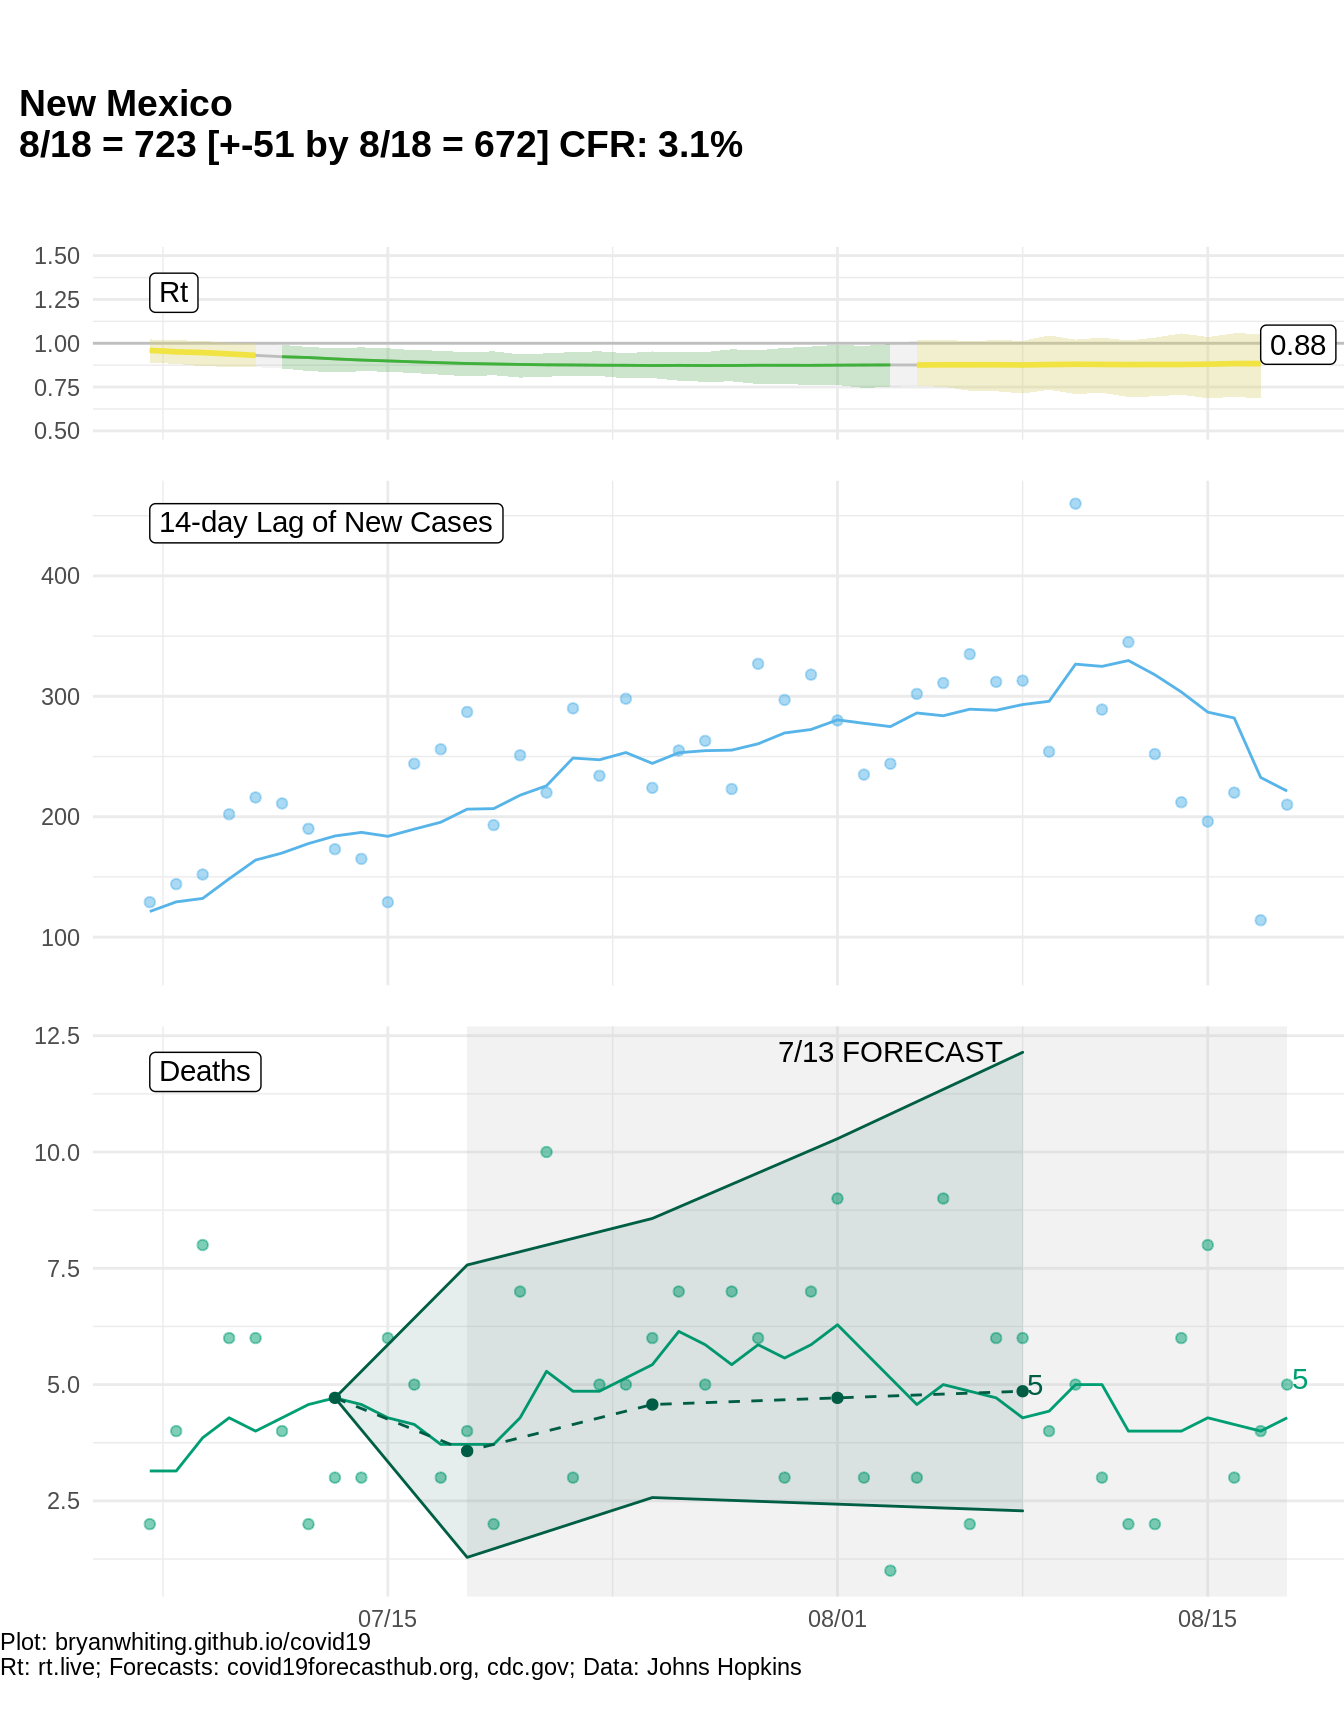 New Mexico
8/18 = 723 [+-51 by 8/18 = 672] CFR: 3.1%
1.50
1.25
1.00
0.75
0.50
Rt
0.88
14-day Lag of New Cases
400
300
200
100
12.5
10.0
7.5
5.0
2.5
Deaths
7/13 FORECAST
5
5
07/15
08/01
08/15
Plot: bryanwhiting.github.io/covid19
Rt: rt.live; Forecasts: covid19forecasthub.org, cdc.gov; Data: Johns Hopkins